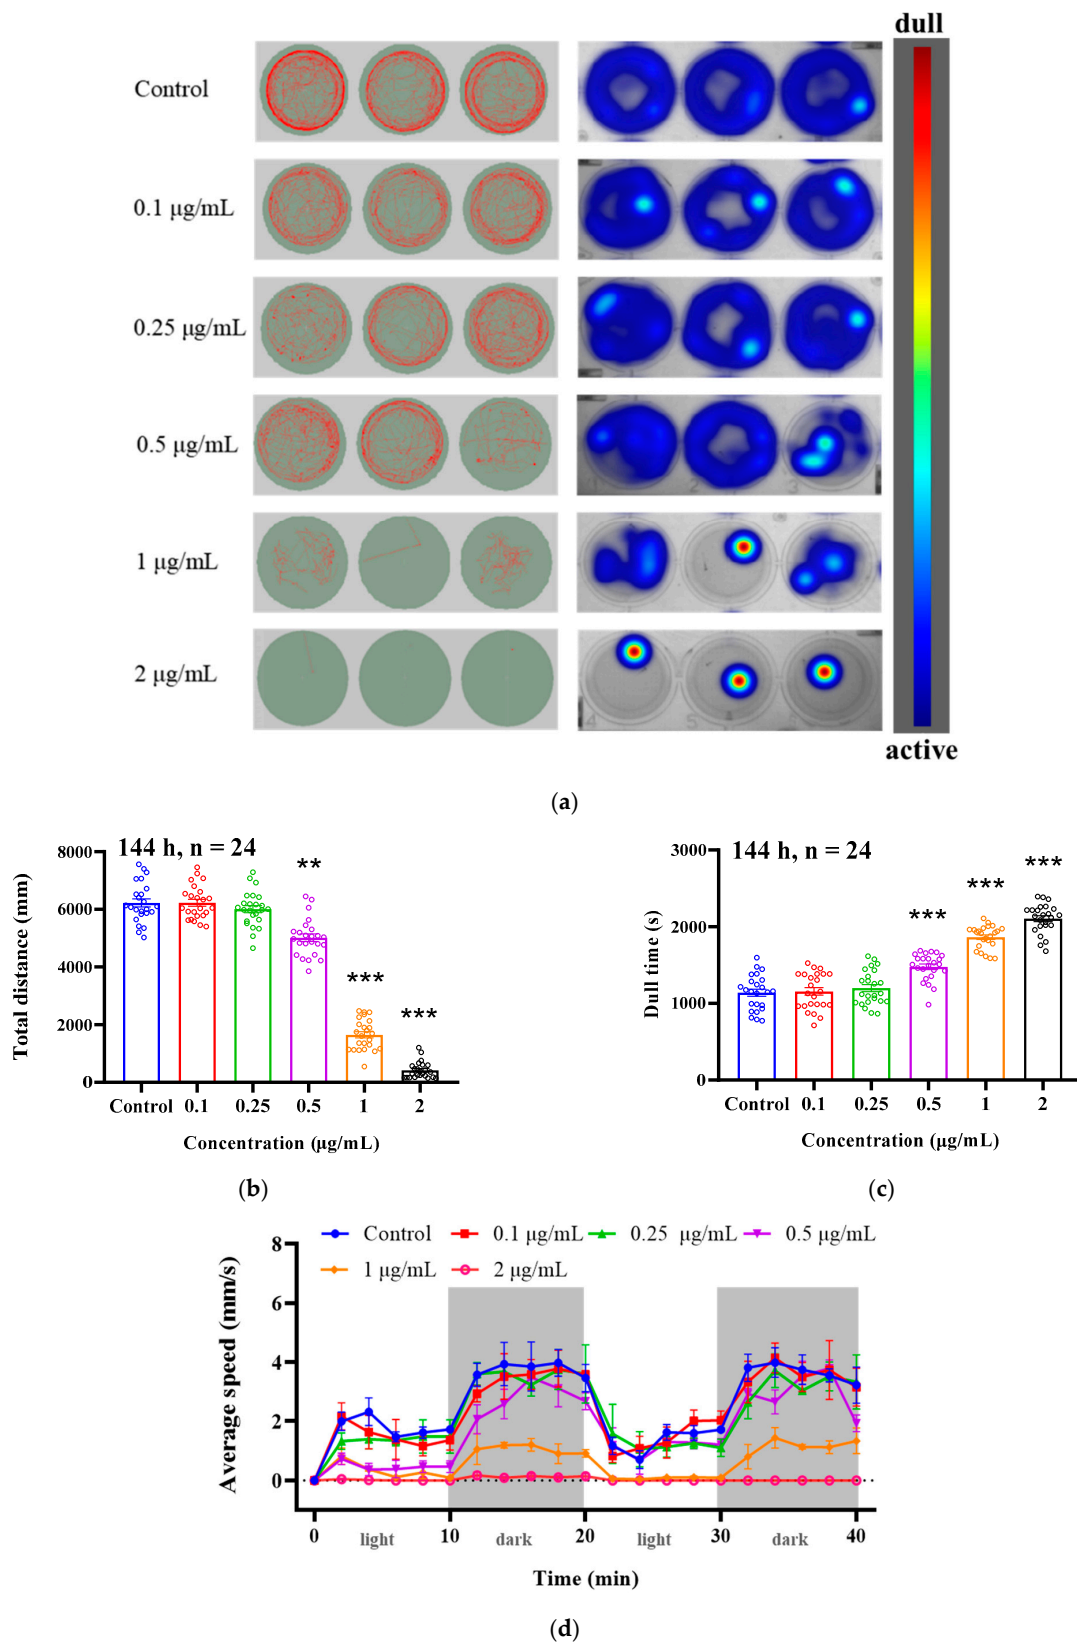 dull
Control
0.1 μg/mL
0.25 μg/mL
0.5 μg/mL
1 μg/mL
2 μg/mL
active
(a)
144 h, n = 24
8000
6000
4000
2000
0
Total distance (mm)
**
***
***
Control 0.1 0.25 0.5 1 2
Concentration (μg/mL)
(b)
144 h, n = 24
3000
2000
1000
0
Dull time (s)
***
***
***
Control 0.1 0.25 0.5 1 2
Concentration (μg/mL)
(c)
Control 0.1 μg/mL 0.25 μg/mL 0.5 μg/mL
1 μg/mL 2 μg/mL
8
6
4
2
0
Average speed (mm/s)
0 light 10 dark 20 light 30 dark 40
Time (min)
(d)